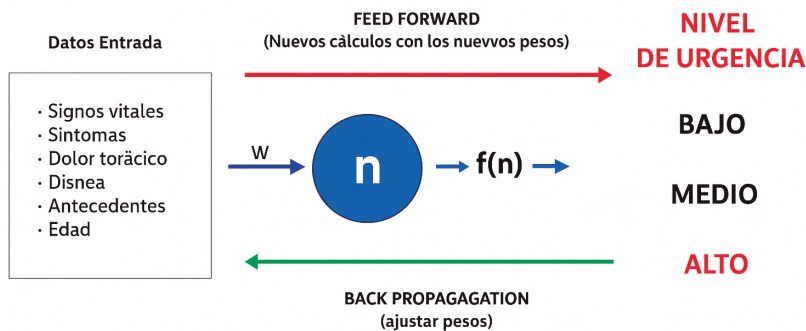 Datos Entrada
· Signos vitales
· Sintomas
· Dolor toräcico
· Disnea
· Antecedentes
· Edad
FEED FORWARD
(Nuevos càlculos con los nuevvos pesos)
W
n
f(n)
BACK PROPAGAGATION
(ajustar pesos)
NIVEL
DE URGENCIA
BAJO
MEDIO
ALTO